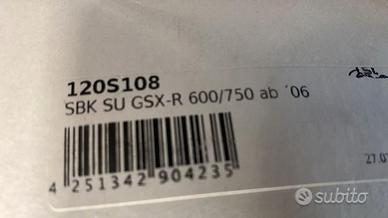 120S108
SBK SU GSX-R 600/750 ab ´06
4 251342 904235
27.0
subito